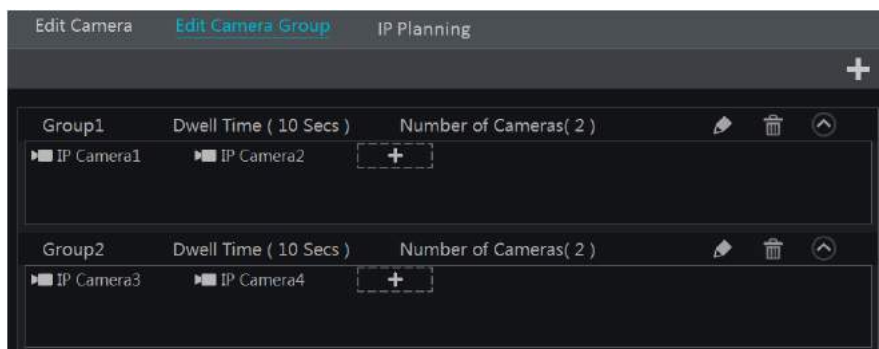 Edit Camera Edit Camera Group IP Planning
Group1 Dwell Time ( 10 Secs ) Number of Cameras( 2 )
IP Camera1 IP Camera2
Group2 Dwell Time ( 10 Secs ) Number of Cameras( 2 )
IP Camera3 IP Camera4